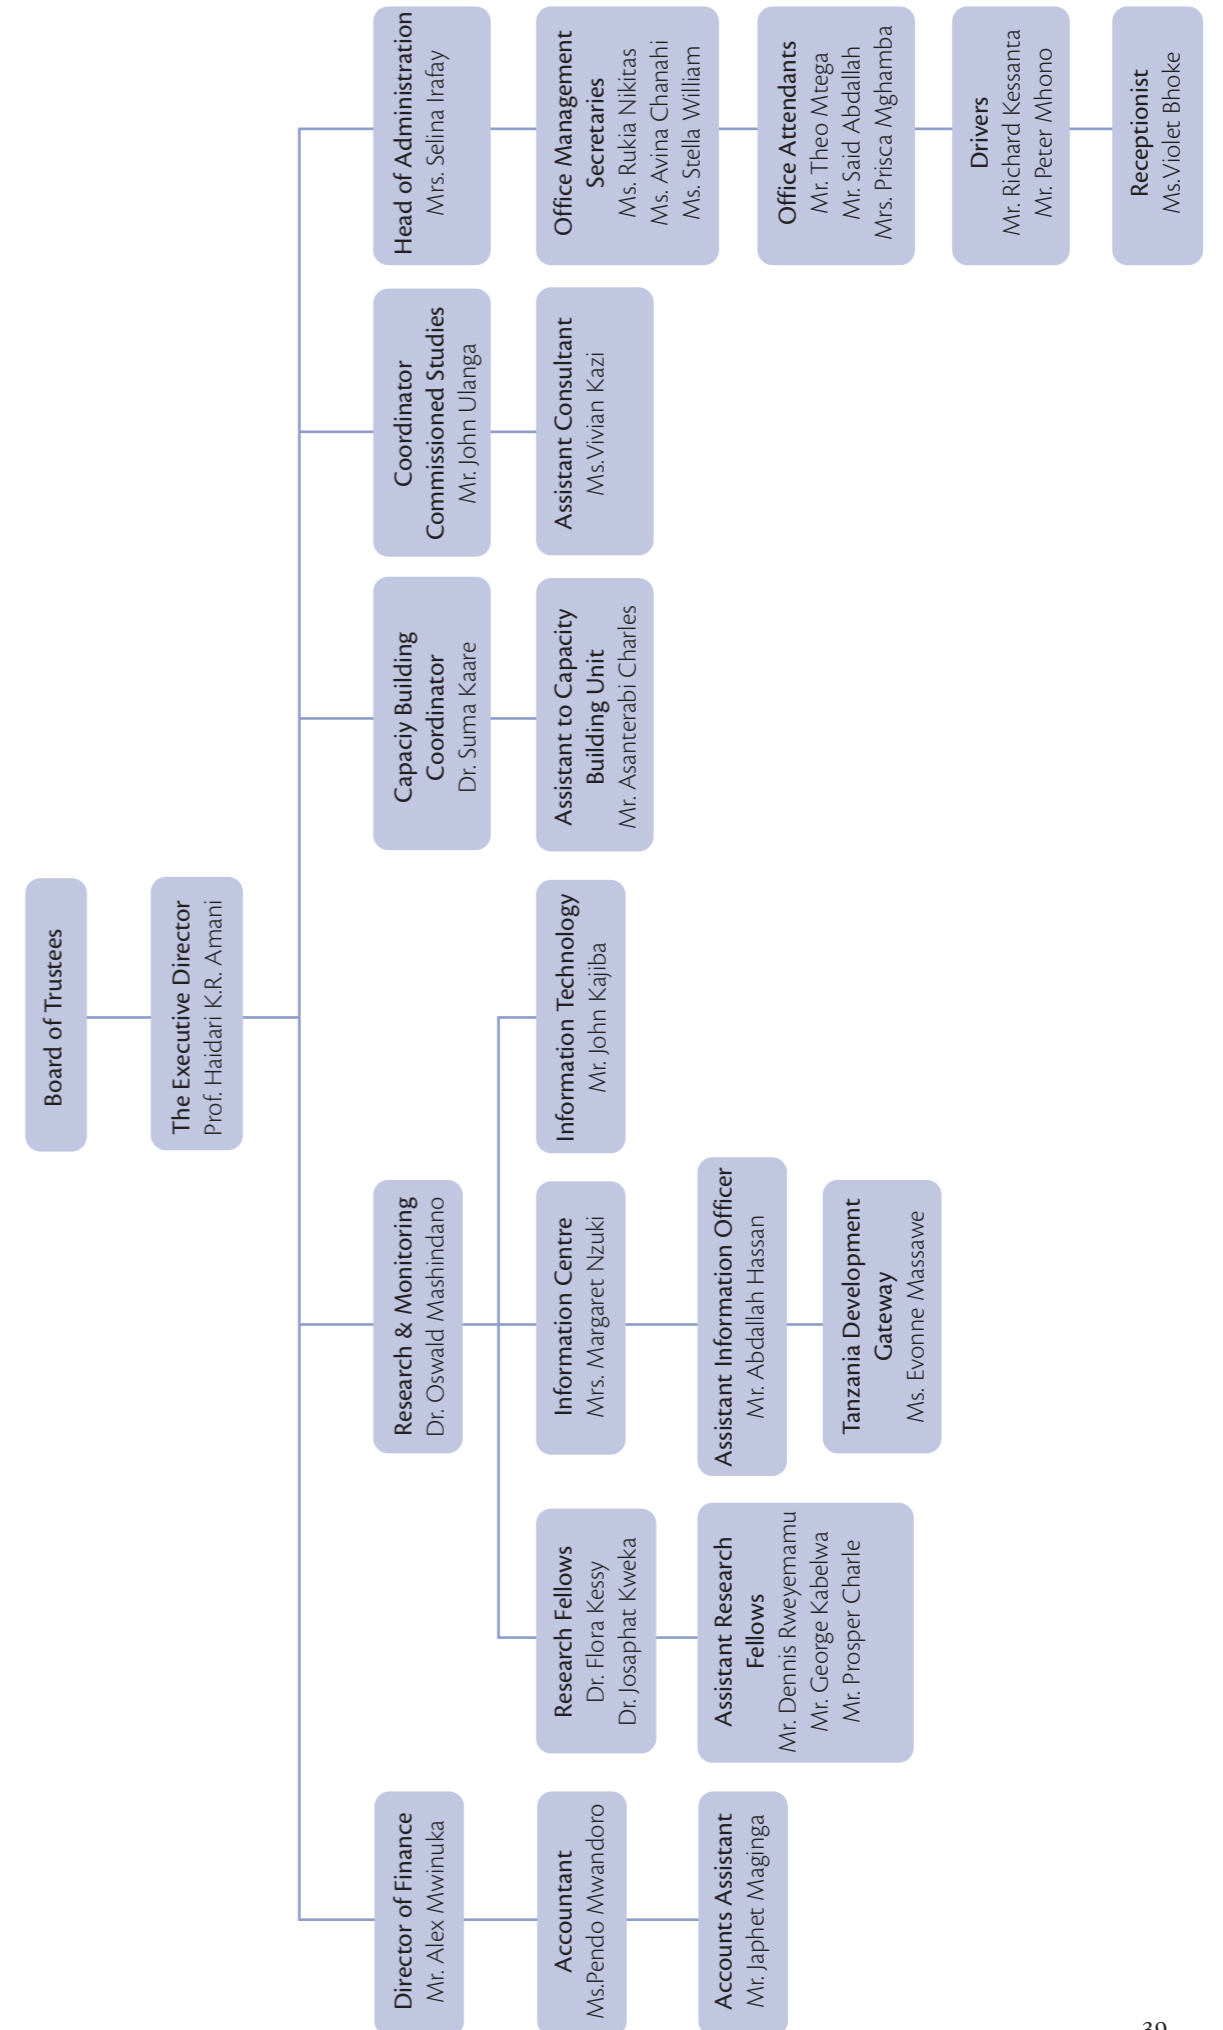 Board of Trustees
The Executive Director
Prof. Haidari K.R. Amani
Director of Finance
Mr. Alex Mwinuka
Accountant
Ms.Pendo Mwandoro
Accounts Assistant
Mr. Japhet Maginga
Research & Monitoring
Dr. Oswald Mashindano
Research Fellows
Dr. Flora Kessy
Dr. Josaphat Kweka
Assistant Research
Fellows
Mr. Dennis Rweyemamu
Mr. George Kabelwa
Mr. Prosper Charle
Information Centre
Mrs. Margaret Nzuki
Assistant Information Officer
Mr. Abdallah Hassan
Tanzania Development
Gateway
Ms. Evonne Massawe
Information Technology
Mr. John Kajiba
Capaciy Building
Coordinator
Dr. Suma Kaare
Assistant to Capacity
Building Unit
Mr. Asanterabi Charles
Coordinator
Commissioned Studies
Mr. John Ulanga
Assistant Consultant
Ms.Vivian Kazi
Head of Administration
Mrs. Selina Irafay
Office Management
Secretaries
Ms. Rukia Nikitas
Ms. Avina Chanahi
Ms. Stella William
Office Attendants
Mr. Theo Mtega
Mr. Said Abdallah
Mrs. Prisca Mghamba
Drivers
Mr. Richard Kessanta
Mr. Peter Mhono
Receptionist
Ms.Violet Bhoke
39